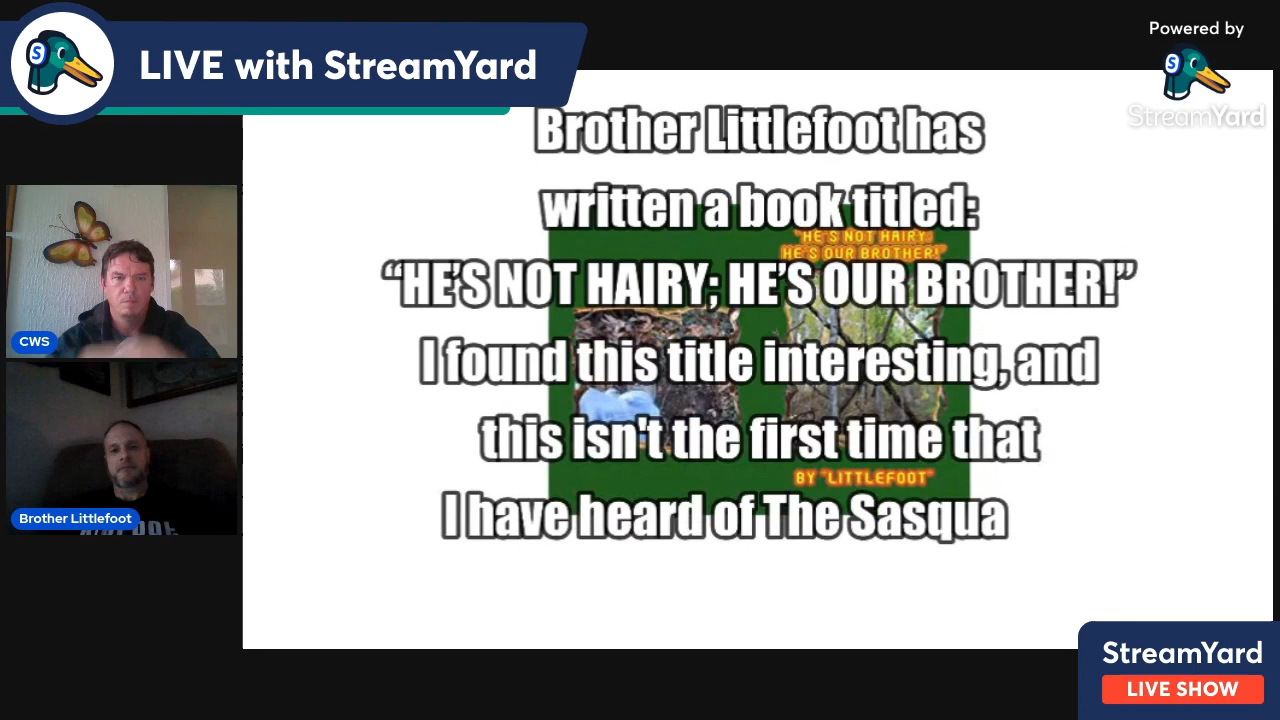 S
LIVE with StreamYard
Powered by
S
StreamYard
Brother Littlefoot has
written a book titled:
"HE'S NOT HAIRY;
HE'S OUR BROTHER!"
“HE’S NOT HAIRY; HE’S OUR BROTHER!”
I found this title interesting, and
this isn't the first time that
BY "LITTLEFOOT"
I have heard of The Sasqua
CWS
Brother Littlefoot
StreamYard
LIVE SHOW